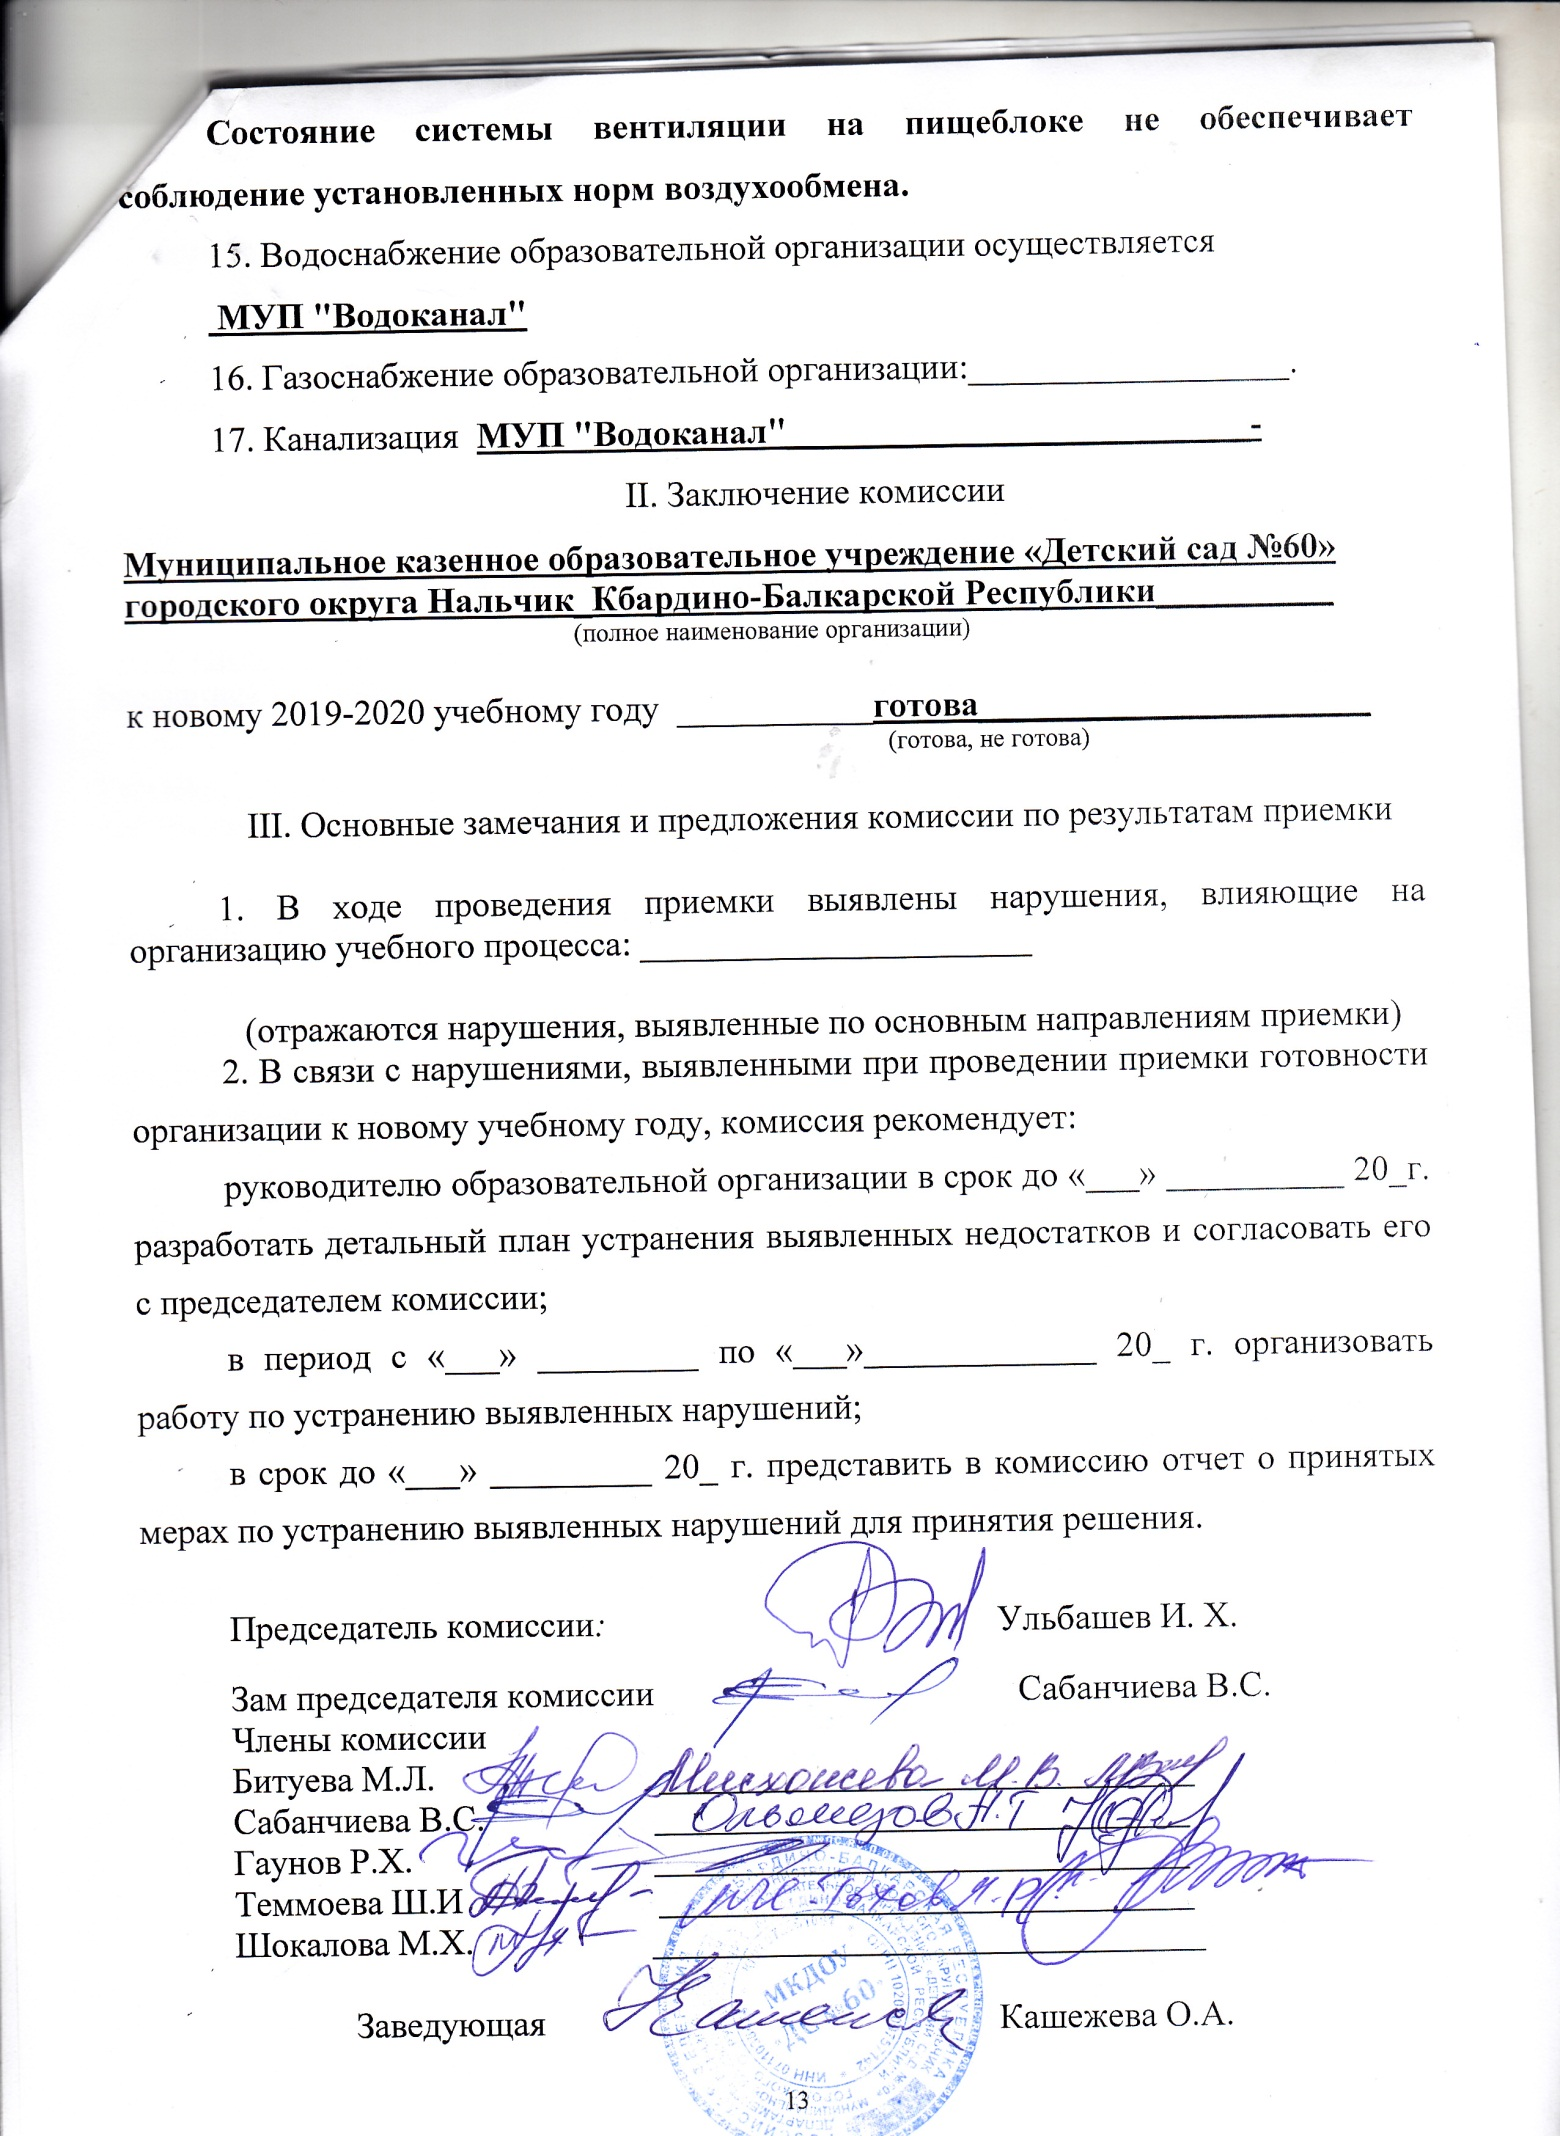 Состояние системы вентиляции на пищеблоке не обеспечивает
соблюдение установленных норм воздухообмена.
15. Водоснабжение образовательной организации осуществляется
МУП "Водоканал"
16. Газоснабжение образовательной организации:__________________.
17. Канализация МУП "Водоканал"__________________________-
II. Заключение комиссии
Муниципальное казенное образовательное учреждение «Детский сад №60»
городского округа Нальчик Кбардино-Балкарской Республики__________
(полное наименование организации)
к новому 2019-2020 учебному году ___________готова______________________
(готова, не готова)
III. Основные замечания и предложения комиссии по результатам приемки
1. В ходе проведения приемки выявлены нарушения, влияющие на
организацию учебного процесса: ______________________
(отражаются нарушения, выявленные по основным направлениям приемки)
2. В связи с нарушениями, выявленными при проведении приемки готовности
организации к новому учебному году, комиссия рекомендует:
руководителю образовательной организации в срок до «___» __________ 20_г.
разработать детальный план устранения выявленных недостатков и согласовать его
с председателем комиссии;
в период с «___» _________ по «___»_____________ 20_ г. организовать
работу по устранению выявленных нарушений;
в срок до «___» _________ 20_ г. представить в комиссию отчет о принятых
мерах по устранению выявленных нарушений для принятия решения.
Председатель комиссии: Ульбашев И. Х.
Зам председателя комиссии Сабанчиева В.С.
Члены комиссии
Битуева М.Л. М.В.
Сабанчиева В.С.
Гаунов Р.Х.
Теммоева Ш.И
Шокалова М.Х.
МКДОУ
Заведующая Кашежева О.А.
13